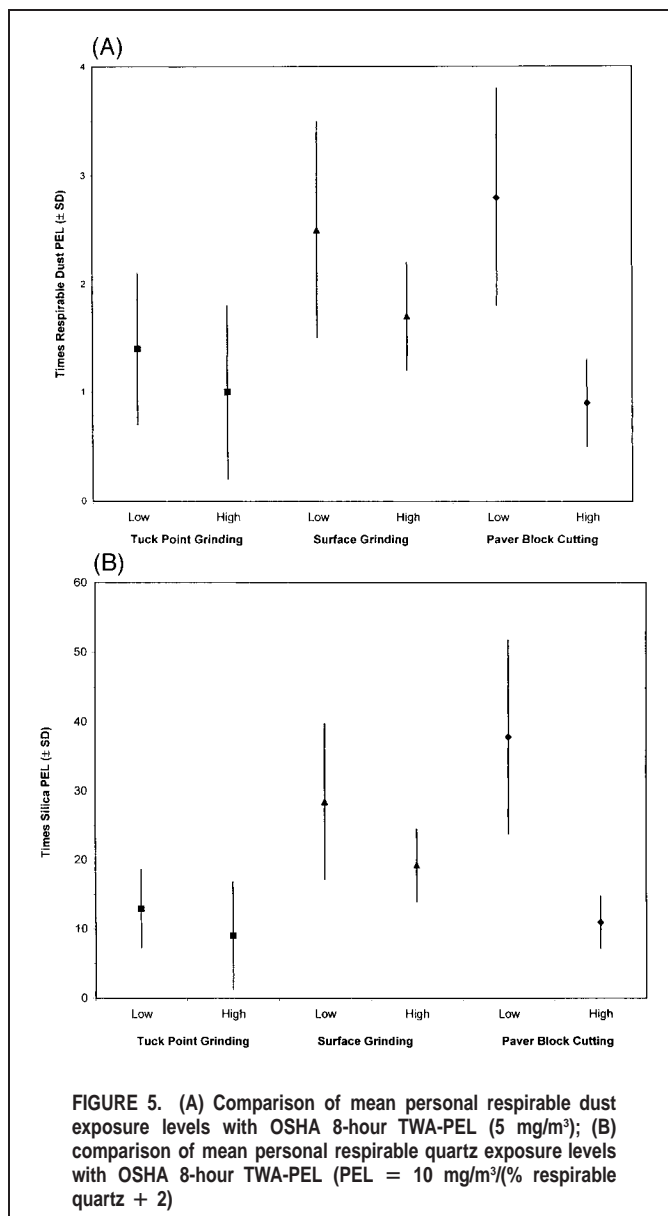 (A)
4
3
2
1
0
Times Respirable Dust PEL (± SD)
Low High Low High Low High
Tuck Point Grinding Surface Grinding Paver Block Cutting
(B)
60
50
40
30
20
10
0
Times Silica PEL (± SD)
Low High Low High Low High
Tuck Point Grinding Surface Grinding Paver Block Cutting
FIGURE 5. (A) Comparison of mean personal respirable dust
exposure levels with OSHA 8-hour TWA-PEL (5 mg/m³); (B)
comparison of mean personal respirable quartz exposure levels
with OSHA 8-hour TWA-PEL (PEL = 10 mg/m³/(% respirable
quartz + 2)